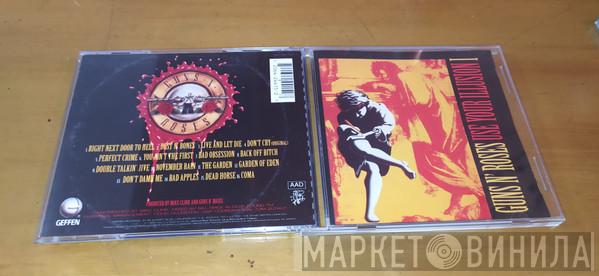 GUNS N'
ROSES
1 RIGHT NEXT DOOR TO HELL 2 DUST N' BONES 3 LIVE AND LET DIE 4 DON'T CRY (ORIGINAL)
5 PERFECT CRIME 6 YOU AIN'T THE FIRST 7 BAD OBSESSION 8 BACK OFF BITCH
9 DOUBLE TALKIN' JIVE 10 NOVEMBER RAIN 11 THE GARDEN 12 GARDEN OF EDEN
13 DON'T DAMN ME 14 BAD APPLES 15 DEAD HORSE 16 COMA
PRODUCED BY MIKE CLINK AND GUNS N' ROSES
AAD
GEFFEN
GUNS N' ROSES USE YOUR ILLUSION I
МАРКЕТ ВИНИЛА